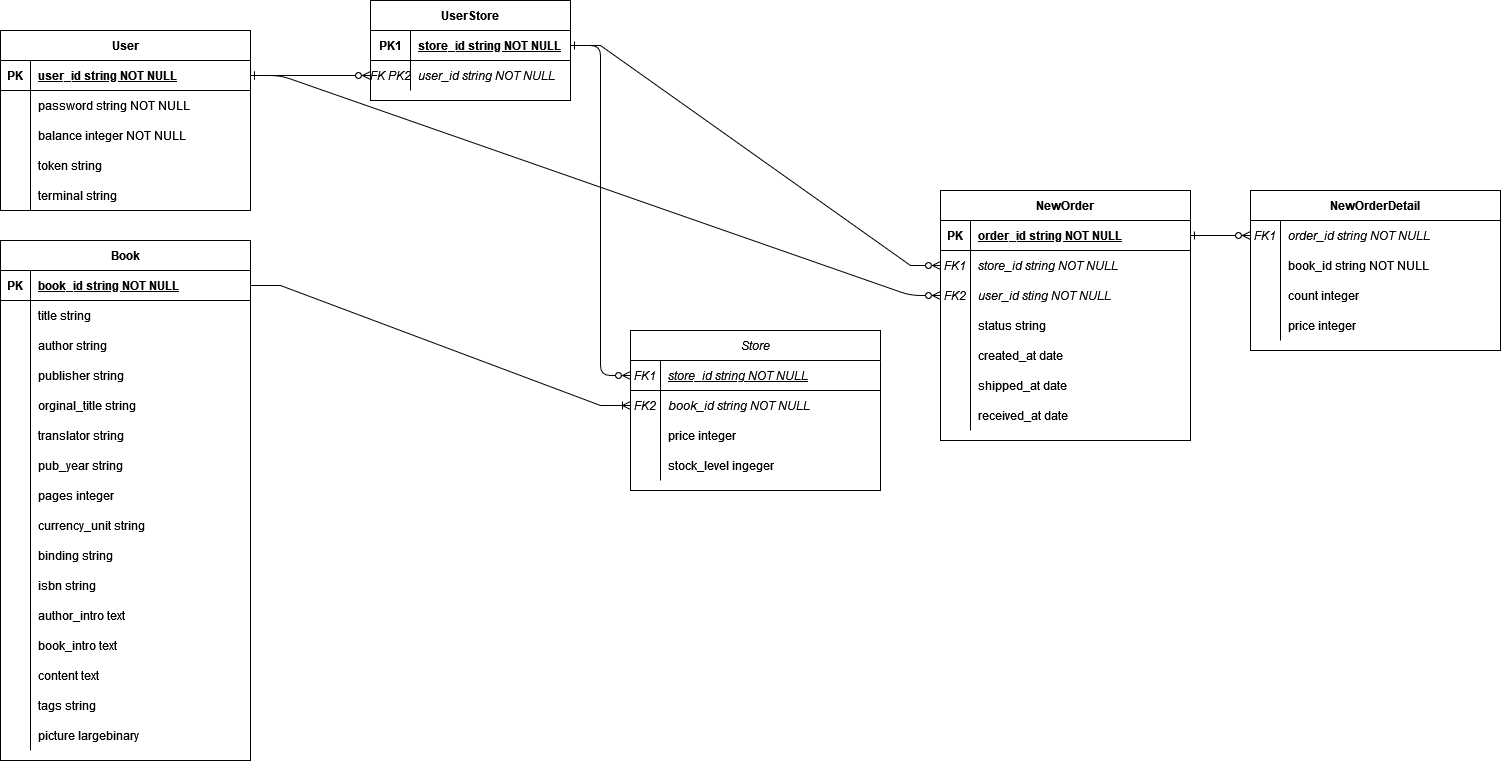 User
PK user_id string NOT NULL
password string NOT NULL
balance integer NOT NULL
token string
terminal string
UserStore
PK1 store_id string NOT NULL
FK PK2 user_id string NOT NULL
Book
PK book_id string NOT NULL
title string
author string
publisher string
orginal_title string
translator string
pub_year string
pages integer
currency_unit string
binding string
isbn string
author_intro text
book_intro text
content text
tags string
picture largebinary
Store
FK1 store_id string NOT NULL
FK2 book_id string NOT NULL
price integer
stock_level ingeger
NewOrder
PK order_id string NOT NULL
FK1 store_id string NOT NULL
FK2 user_id sting NOT NULL
status string
created_at date
shipped_at date
received_at date
NewOrderDetail
FK1 order_id string NOT NULL
book_id string NOT NULL
count integer
price integer